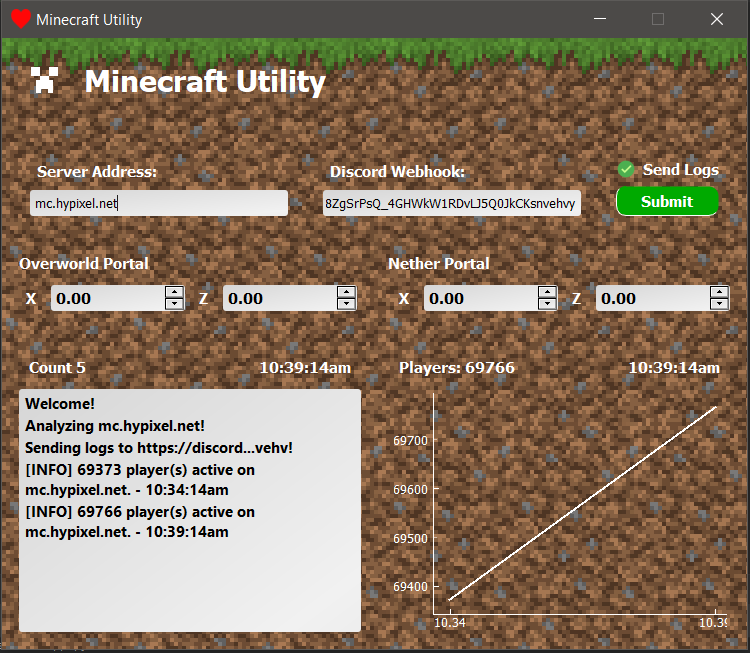 Minecraft Utility
Minecraft Utility
Server Address:
Discord Webhook:
Send Logs
mc.hypixel.net
8ZgSrPsQ_4GHWkW1RDvLJ5Q0JkCKsnvehvy
Submit
Overworld Portal
Nether Portal
X 0.00 Z 0.00
X 0.00 Z 0.00
Count 5 10:39:14am
Players: 69766 10:39:14am
Welcome!
Analyzing mc.hypixel.net!
Sending logs to https://discord...vehv!
[INFO] 69373 player(s) active on
mc.hypixel.net. - 10:34:14am
[INFO] 69766 player(s) active on
mc.hypixel.net. - 10:39:14am
69700
69600
69500
69400
10.34 10.39